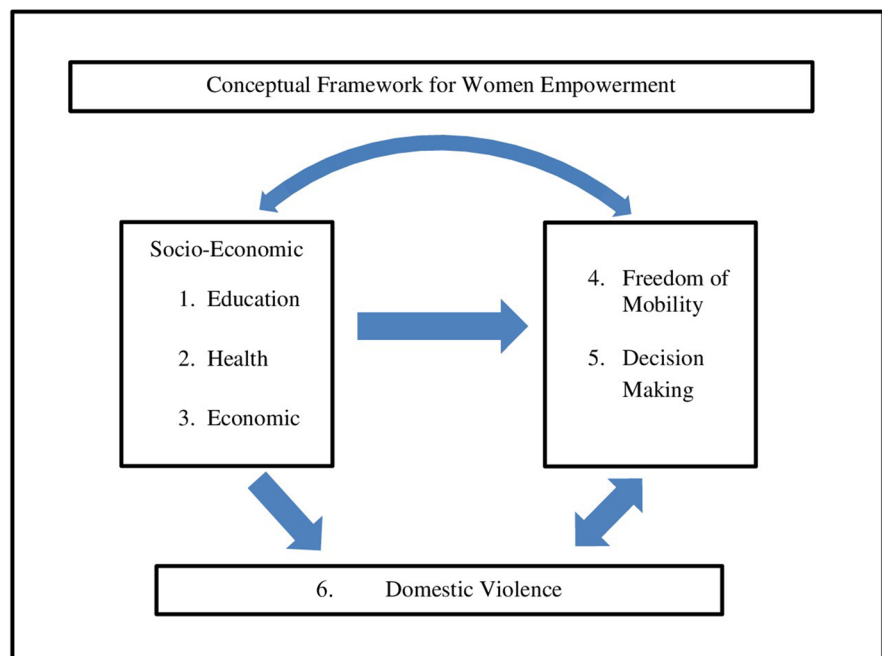 Conceptual Framework for Women Empowerment
Socio-Economic
1. Education
2. Health
3. Economic
4. Freedom of
Mobility
5. Decision
Making
6. Domestic Violence